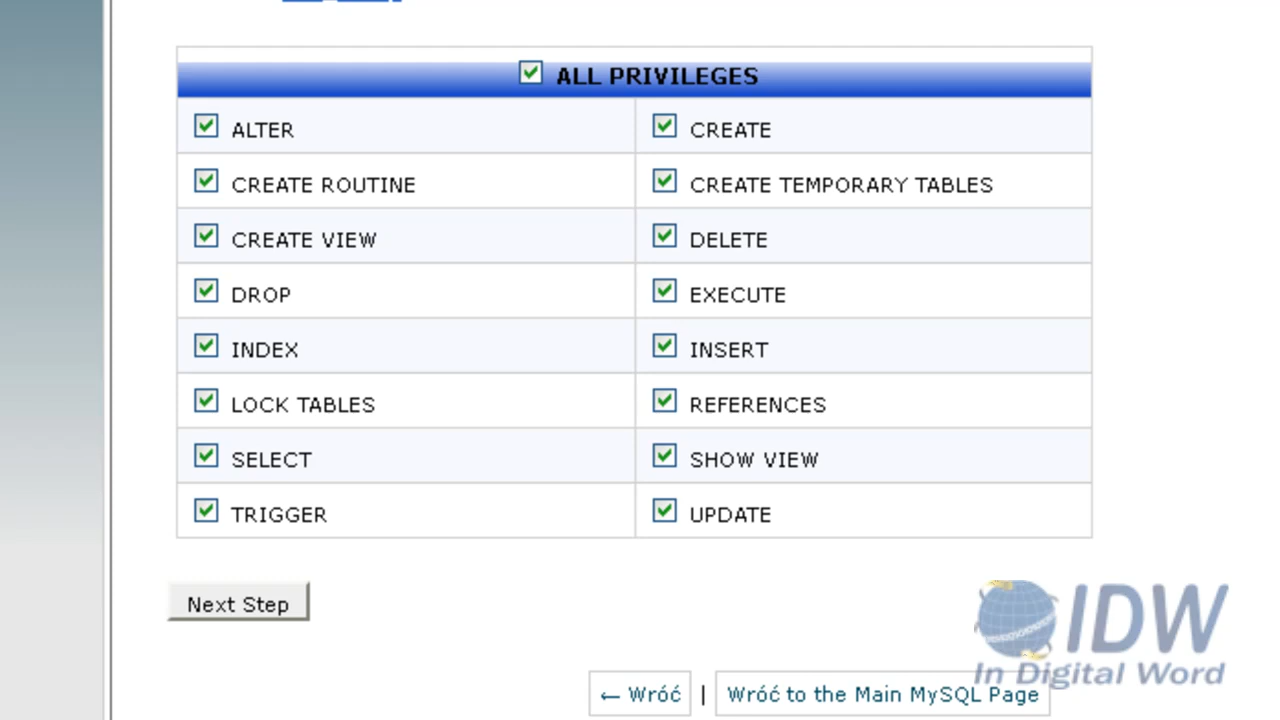 ALL PRIVILEGES
ALTER CREATE
CREATE ROUTINE CREATE TEMPORARY TABLES
CREATE VIEW DELETE
DROP EXECUTE
INDEX INSERT
LOCK TABLES REFERENCES
SELECT SHOW VIEW
TRIGGER UPDATE
Next Step
IDW
In Digital Word
← Wróć | Wróć to the Main MySQL Page